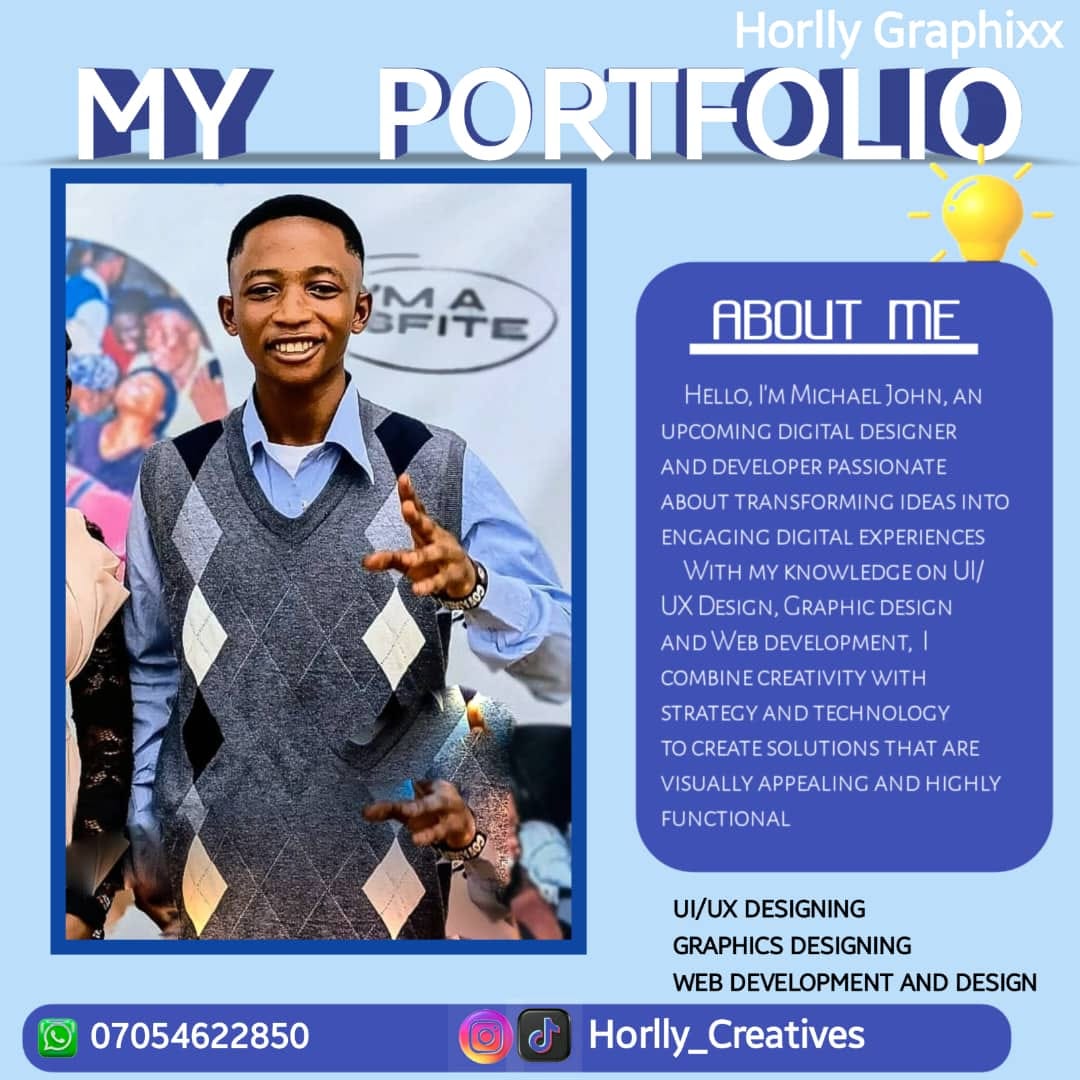 Horlly Graphixx
MY PORTFOLIO
I'M A
SFITE
ABOUT ME
Hello, I'm Michael John, an
upcoming digital designer
and developer passionate
about transforming ideas into
engaging digital experiences
With my knowledge on UI/
UX Design, Graphic design
and Web development, I
combine creativity with
strategy and technology
to create solutions that are
visually appealing and highly
functional
UI/UX DESIGNING
GRAPHICS DESIGNING
WEB DEVELOPMENT AND DESIGN
07054622850
Horlly_Creatives